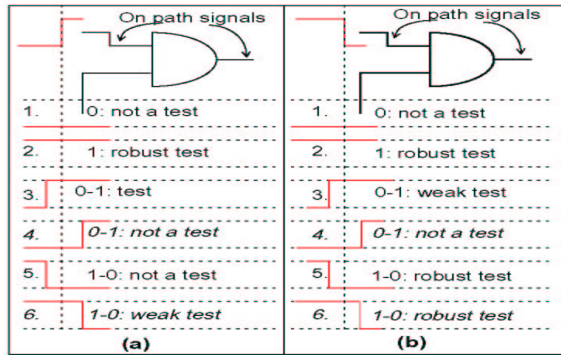 On path signals
1. 0: not a test
2. 1: robust test
3. 0-1: test
4. 0-1: not a test
5. 1-0: not a test
6. 1-0: weak test
(a)
On path signals
1. 0: not a test
2. 1: robust test
3. 0-1: weak test
4. 0-1: not a test
5. 1-0: robust test
6. 1-0: robust test
(b)